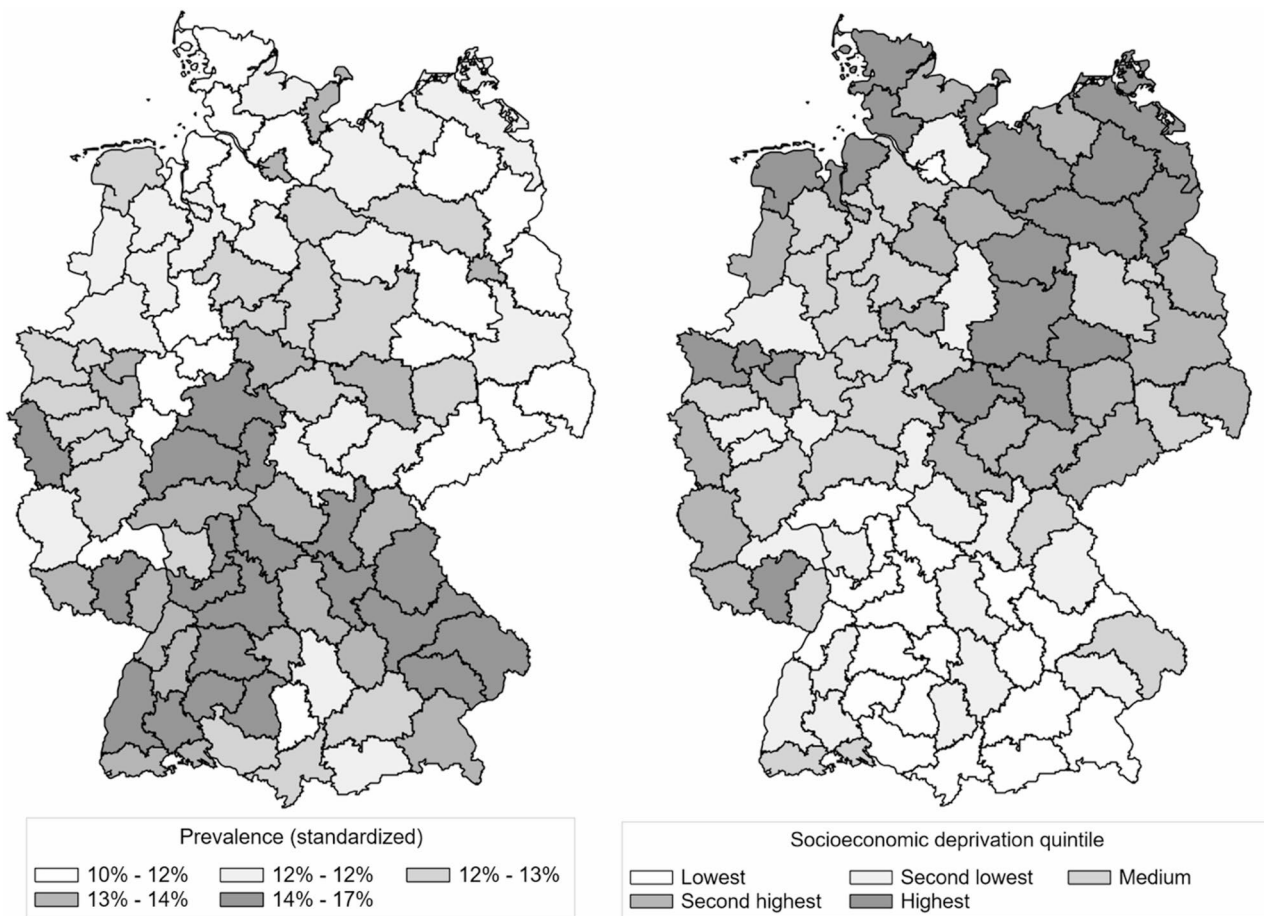 Prevalence (standardized)
10% - 12% 12% - 12% 12% - 13%
13% - 14% 14% - 17%
Socioeconomic deprivation quintile
Lowest Second lowest Medium
Second highest Highest